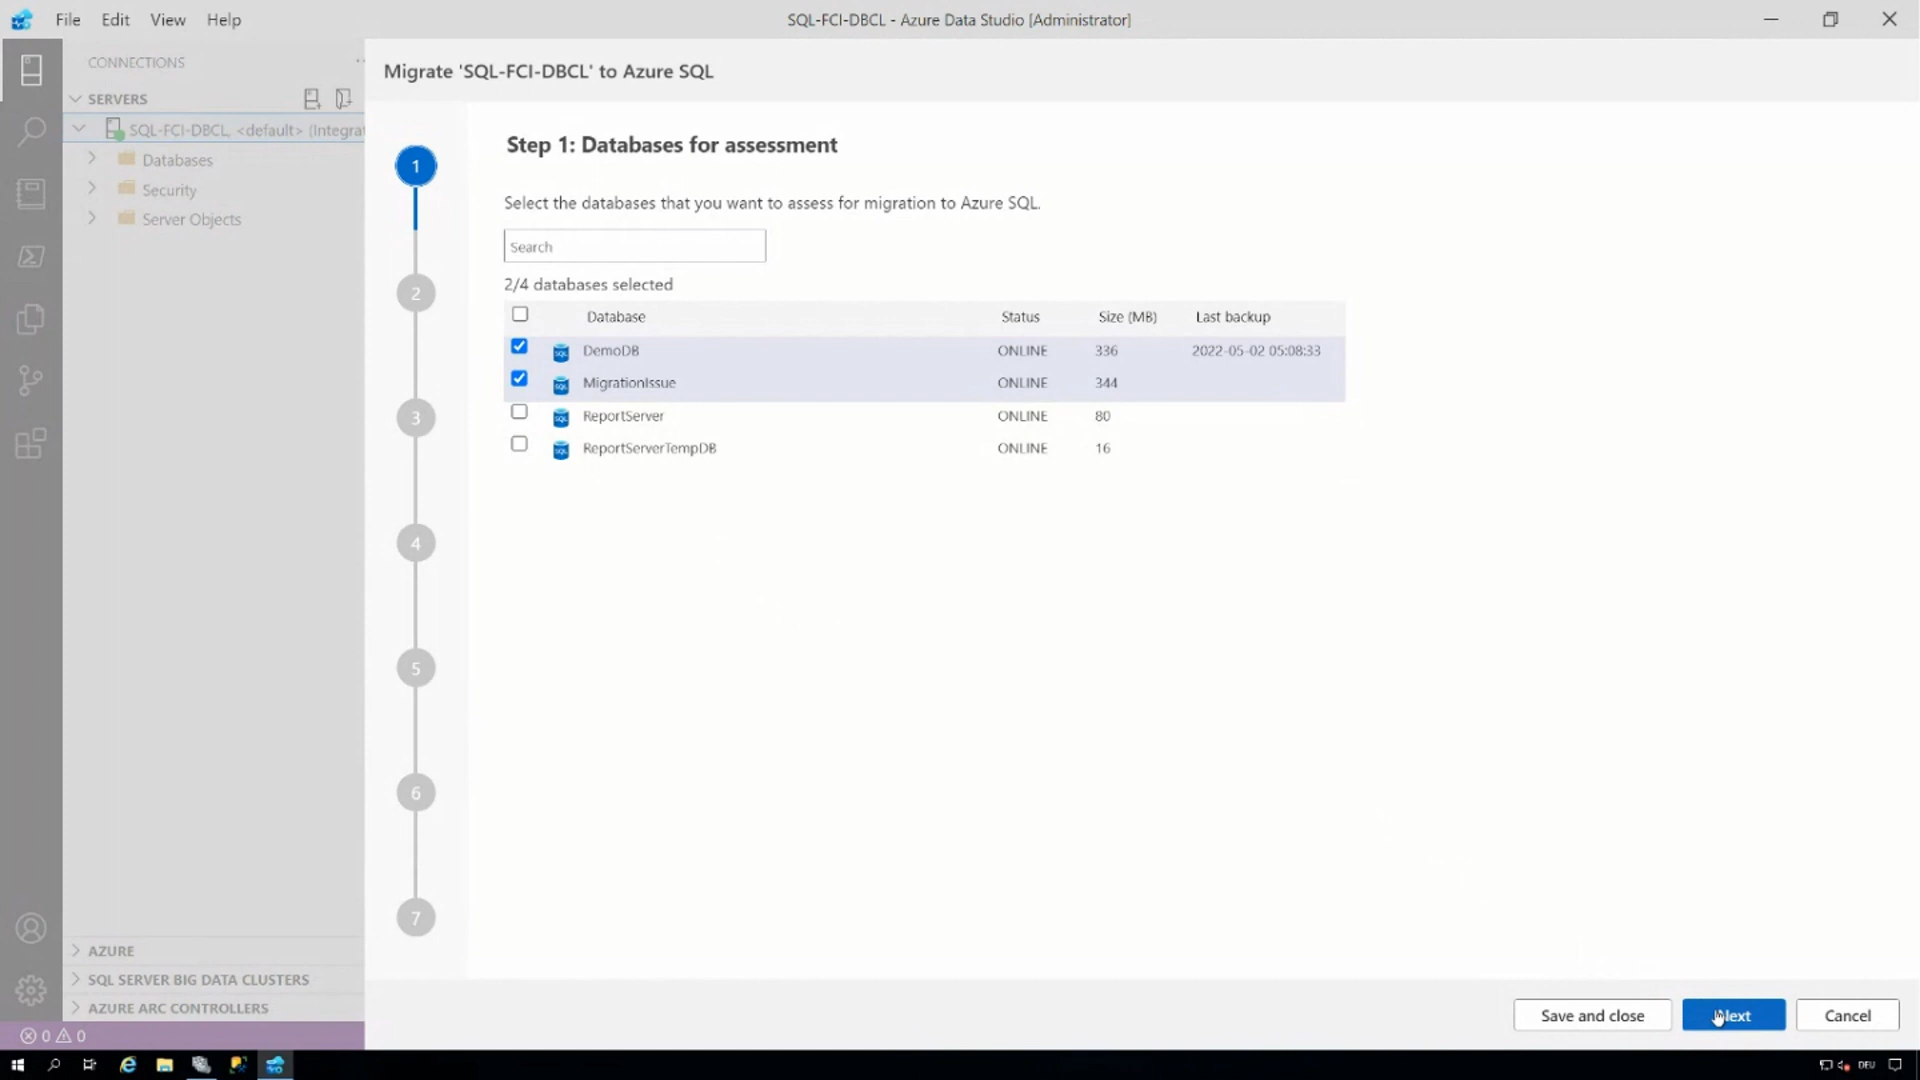 File Edit View Help
SQL-FCI-DBCL - Azure Data Studio [Administrator]
CONNECTIONS
SERVERS
SQL-FCI-DBCL, <default> (Integrat
Databases
Security
Server Objects
AZURE
SQL SERVER BIG DATA CLUSTERS
AZURE ARC CONTROLLERS
0 0
Migrate 'SQL-FCI-DBCL' to Azure SQL
1
2
3
4
5
6
7
Step 1: Databases for assessment
Select the databases that you want to assess for migration to Azure SQL.
Search
2/4 databases selected
Database Status Size (MB) Last backup
DemoDB ONLINE 336 2022-05-02 05:08:33
MigrationIssue ONLINE 344
ReportServer ONLINE 80
ReportServerTempDB ONLINE 16
Save and close Next Cancel
DEU